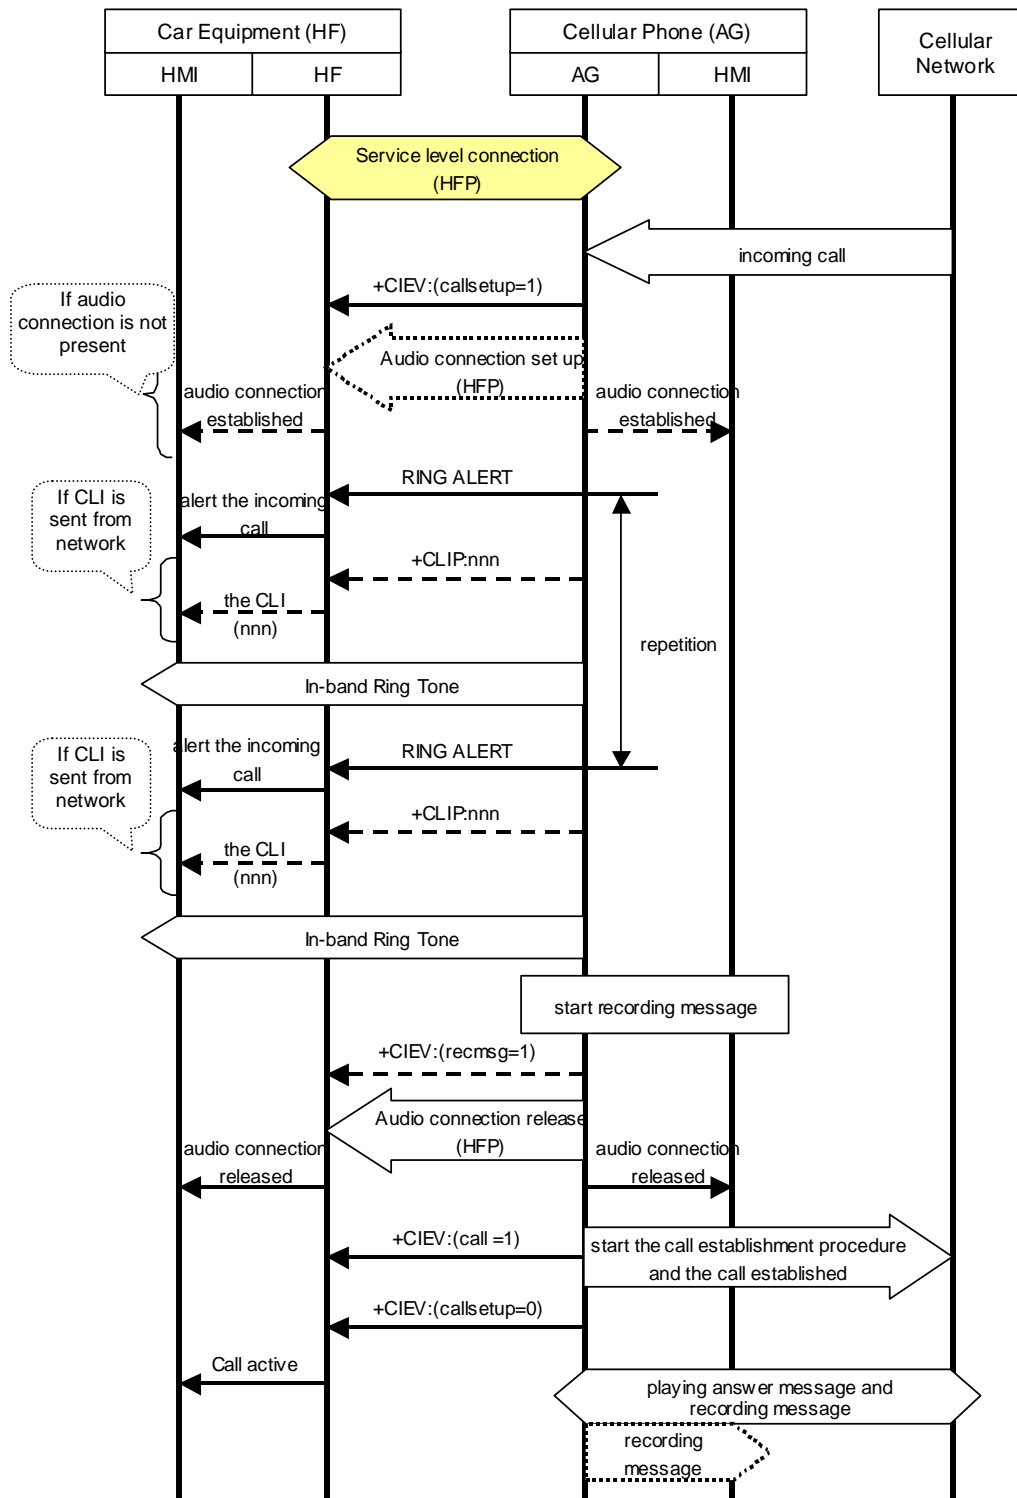 Car Equipment (HF)
Cellular Phone (AG)
Cellular
Network
HMI
HF
AG
HMI
Service level connection
(HFP)
incoming call
+CIEV:(callsetup=1)
If audio
connection is not
present
Audio connection set up
(HFP)
audio connection
established
audio connection
established
RING ALERT
If CLI is
sent from
network
alert the incoming
call
+CLIP:nnn
the CLI
(nnn)
repetition
In-band Ring Tone
alert the incoming
call
RING ALERT
If CLI is
sent from
network
+CLIP:nnn
the CLI
(nnn)
In-band Ring Tone
start recording message
+CIEV:(recmsg=1)
Audio connection release
(HFP)
audio connection
released
audio connection
released
+CIEV:(call =1)
start the call establishment procedure
and the call established
+CIEV:(callsetup=0)
Call active
playing answer message and
recording message
recording
message